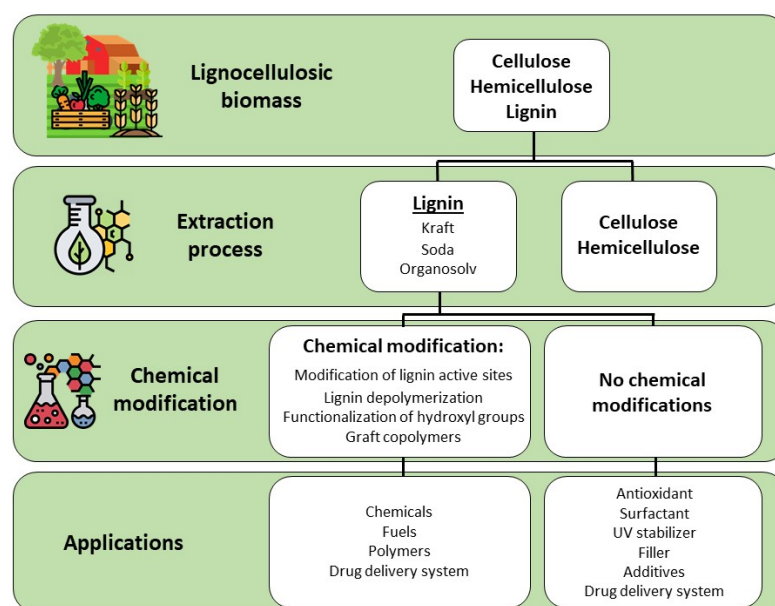 Lignocellulosic
biomass
Cellulose
Hemicellulose
Lignin
Extraction
process
Lignin
Kraft
Soda
Organosolv
Cellulose
Hemicellulose
Chemical
modification
Chemical modification:
Modification of lignin active sites
Lignin depolymerization
Functionalization of hydroxyl groups
Graft copolymers
No chemical
modifications
Applications
Chemicals
Fuels
Polymers
Drug delivery system
Antioxidant
Surfactant
UV stabilizer
Filler
Additives
Drug delivery system